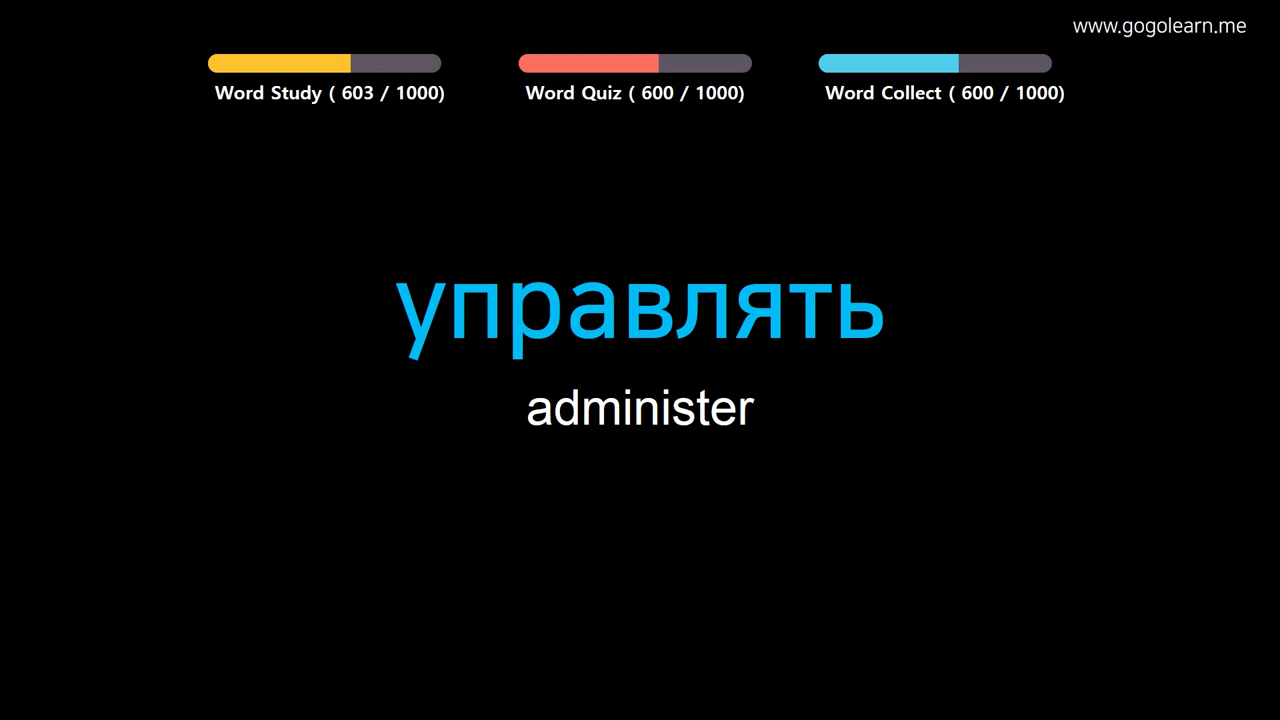 www.gogolearn.me
Word Study ( 603 / 1000)
Word Quiz ( 600 / 1000)
Word Collect ( 600 / 1000)
управлять
administer